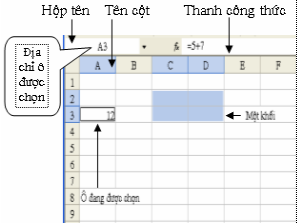 Hộp tên Tên cột Thanh công thức
A3 =5+7
Địa
chỉ ô
được
chọn
A B C D E F
1
2
3 12 Một khối
4
5
6
7
8 Ô đang được chọn
9